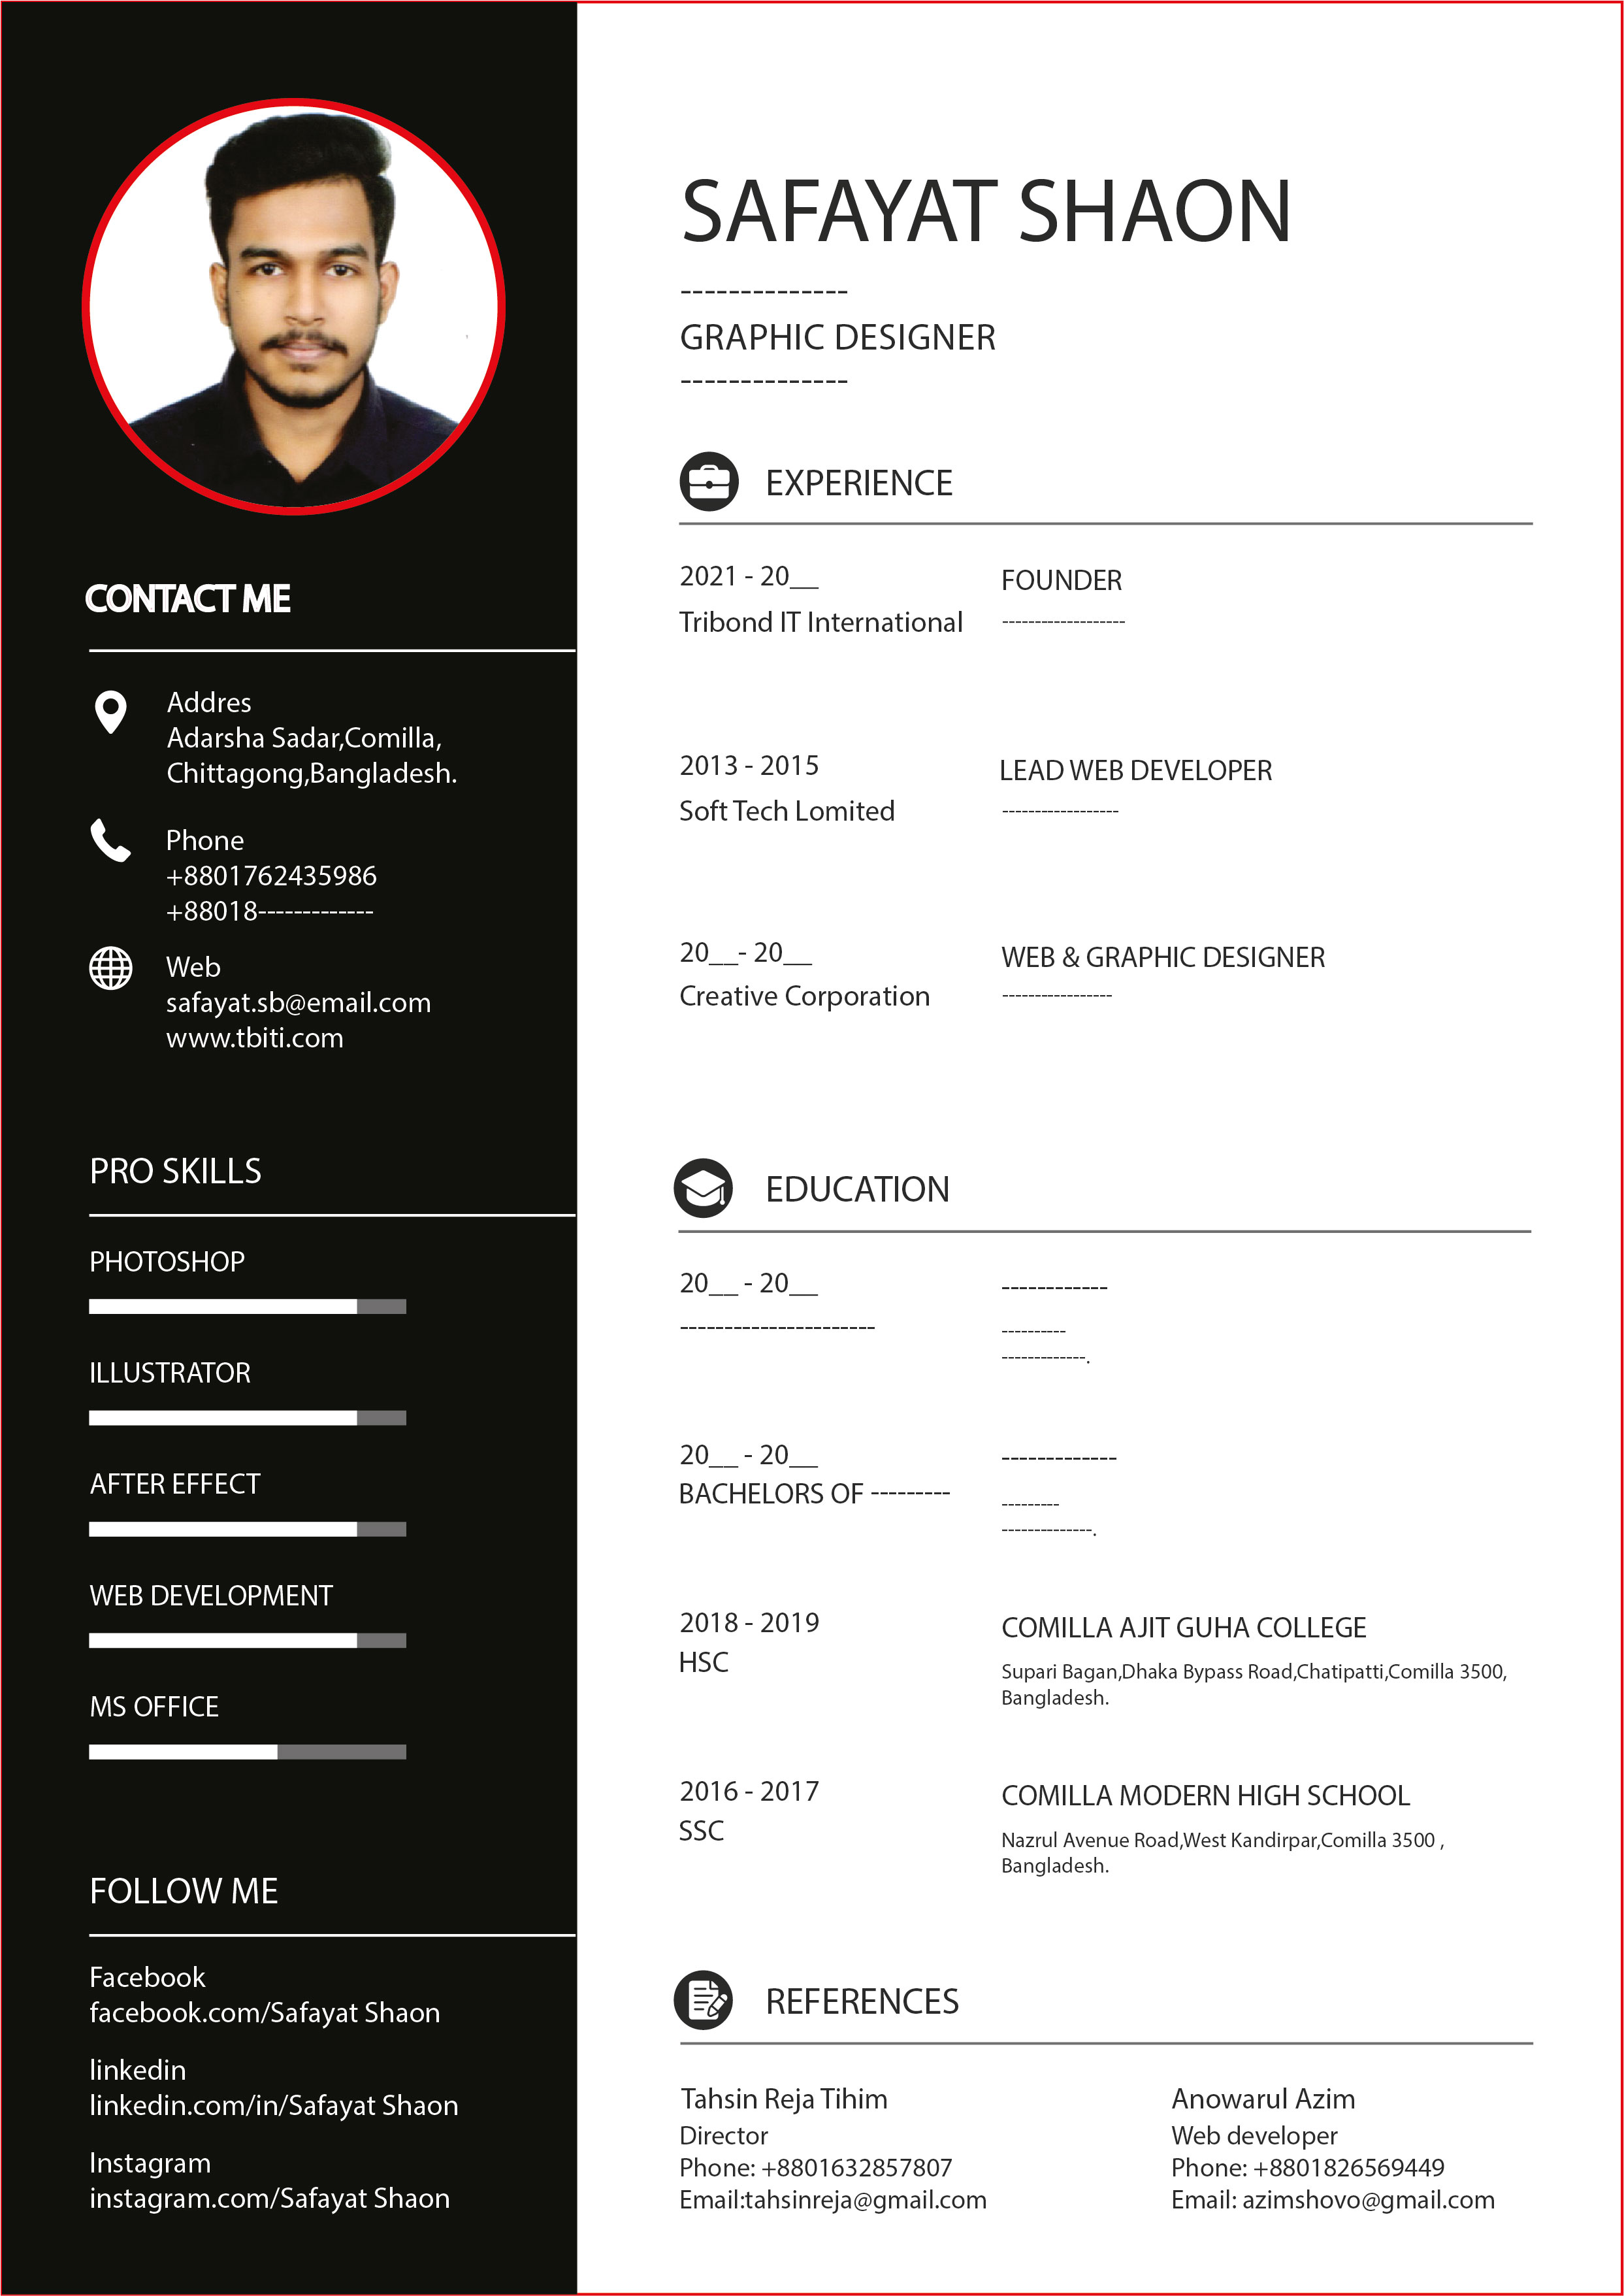 CONTACT ME
Addres
Adarsha Sadar,Comilla,
Chittagong,Bangladesh.
Phone
+8801762435986
+88018-------------
Web
safayat.sb@email.com
www.tbiti.com
PRO SKILLS
PHOTOSHOP
ILLUSTRATOR
AFTER EFFECT
WEB DEVELOPMENT
MS OFFICE
FOLLOW ME
Facebook
facebook.com/Safayat Shaon
linkedin
linkedin.com/in/Safayat Shaon
Instagram
instagram.com/Safayat Shaon
SAFAYAT SHAON
--------------
GRAPHIC DESIGNER
--------------
EXPERIENCE
2021 - 20__
Tribond IT International
FOUNDER
-------------------
2013 - 2015
Soft Tech Lomited
LEAD WEB DEVELOPER
------------------
20__- 20__
Creative Corporation
WEB & GRAPHIC DESIGNER
-----------------
EDUCATION
20__ - 20__
----------------------
------------
----------
-------------.
20__ - 20__
BACHELORS OF ---------
-------------
---------
--------------.
2018 - 2019
HSC
COMILLA AJIT GUHA COLLEGE
Supari Bagan,Dhaka Bypass Road,Chatipatti,Comilla 3500,
Bangladesh.
2016 - 2017
SSC
COMILLA MODERN HIGH SCHOOL
Nazrul Avenue Road,West Kandirpar,Comilla 3500 ,
Bangladesh.
REFERENCES
Tahsin Reja Tihim
Director
Phone: +8801632857807
Email:tahsinreja@gmail.com
Anowarul Azim
Web developer
Phone: +8801826569449
Email: azimshovo@gmail.com